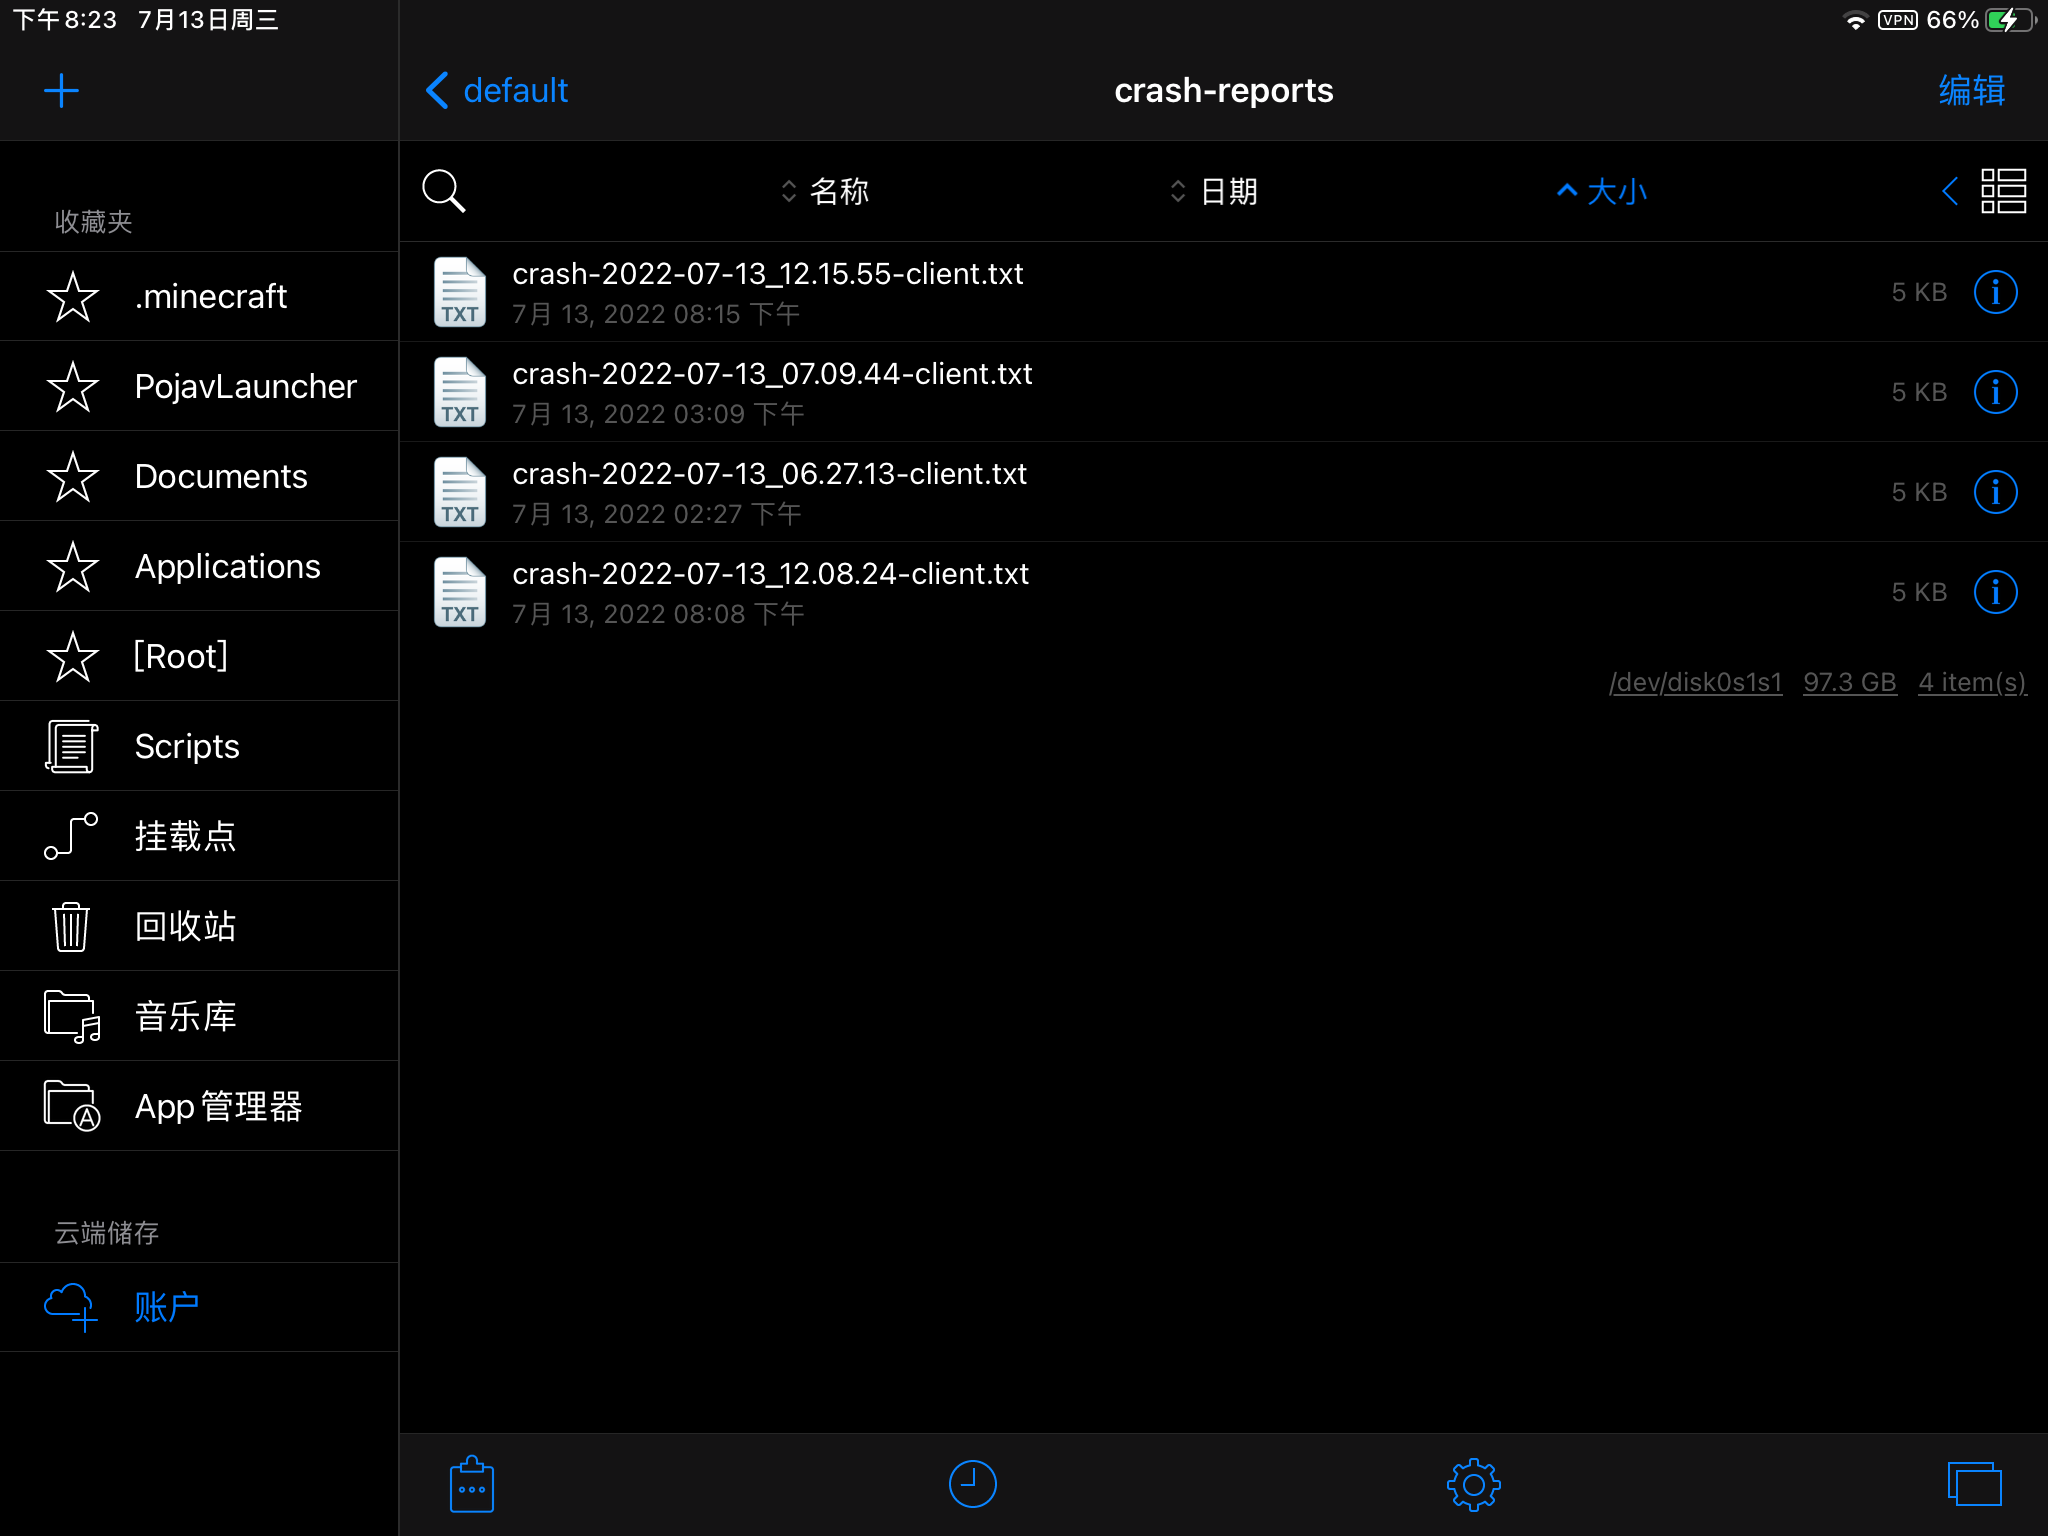 下午8:23 7月13日周三
VPN 66%
default
crash-reports
编辑
收藏夹
.minecraft
PojavLauncher
Documents
Applications
[Root]
Scripts
挂载点
回收站
音乐库
App管理器
云端储存
账户
名称 日期 大小
TXT
crash-2022-07-13_12.15.55-client.txt
7月 13, 2022 08:15 下午
5 KB
TXT
crash-2022-07-13_07.09.44-client.txt
7月 13, 2022 03:09 下午
5 KB
TXT
crash-2022-07-13_06.27.13-client.txt
7月 13, 2022 02:27 下午
5 KB
TXT
crash-2022-07-13_12.08.24-client.txt
7月 13, 2022 08:08 下午
5 KB
/dev/disk0s1s1 97.3 GB 4 item(s)